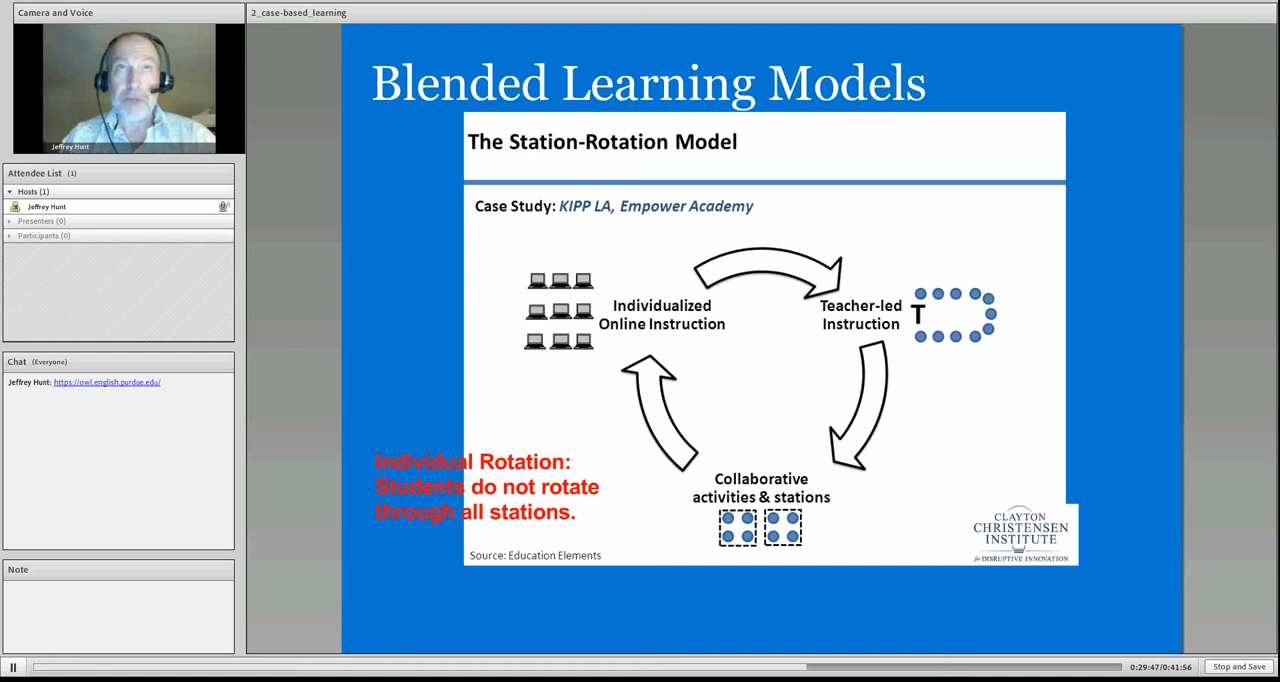 Camera and Voice
Jeffrey Hunt
Attendee List (1)
Hosts (1)
Jeffrey Hunt
Presenters (0)
Participants (0)
Chat (Everyone)
Jeffrey Hunt: https://owl.english.purdue.edu/
Note
2_case-based_learning
Blended Learning Models
The Station-Rotation Model
Case Study: KIPP LA, Empower Academy
Individualized
Online Instruction
Teacher-led
Instruction
T
Individual Rotation:
Students do not rotate
through all stations.
Collaborative
activities & stations
Source: Education Elements
CLAYTON
CHRISTENSEN
INSTITUTE
for DISRUPTIVE INNOVATION
0:29:47/0:41:56
Stop and Save